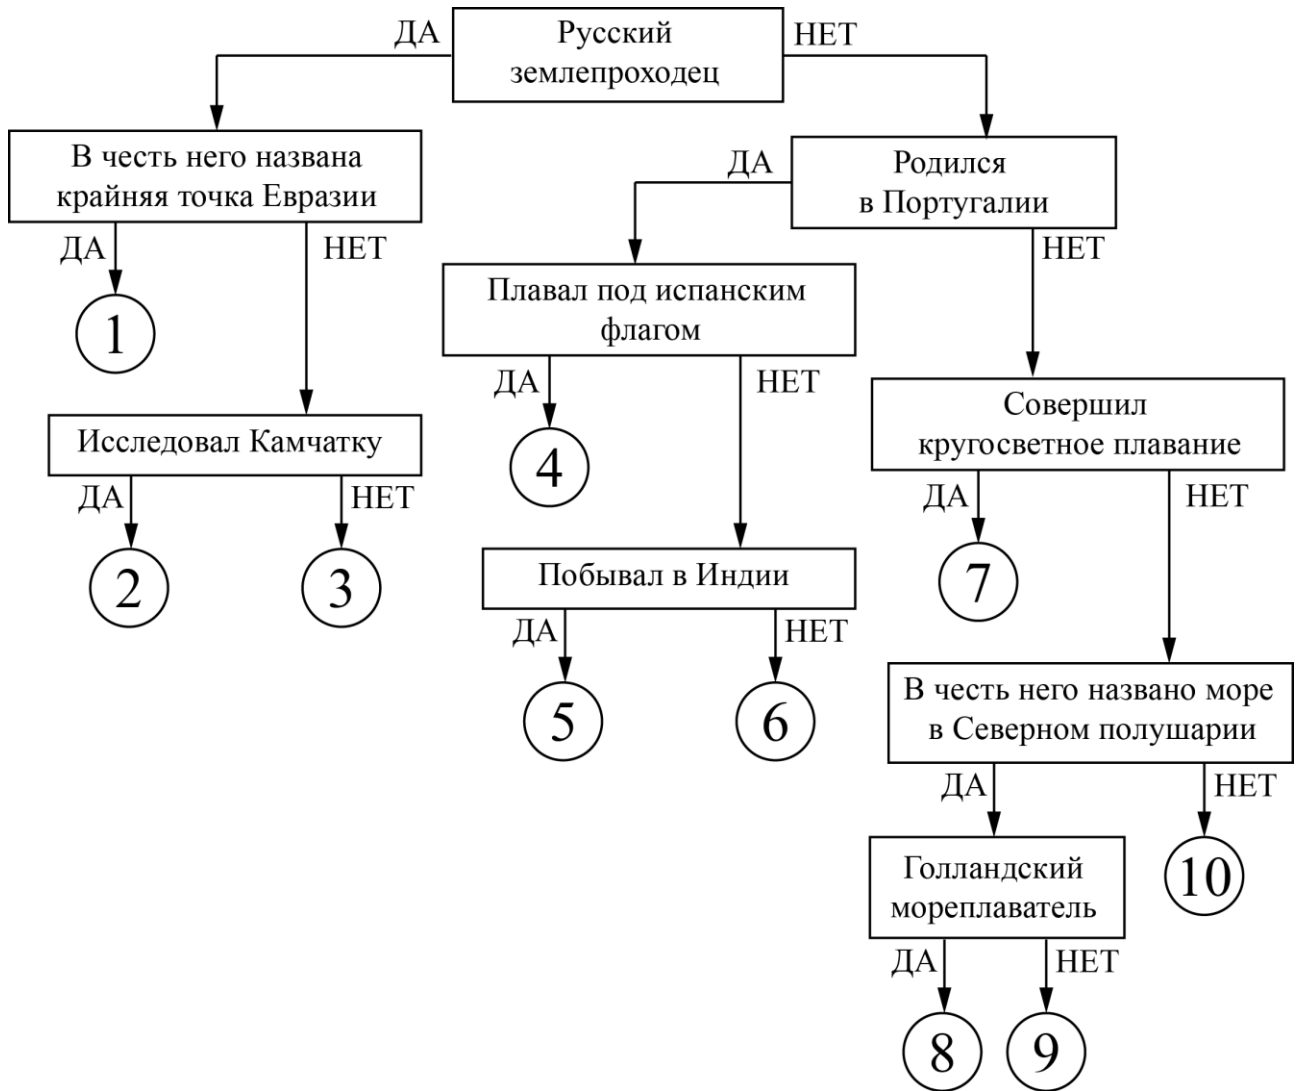 ДА
Русский
землепроходец
НЕТ
В честь него названа
крайняя точка Евразии
ДА
Родился
в Португалии
ДА
НЕТ
НЕТ
1
Плавал под испанским
флагом
ДА
НЕТ
Исследовал Камчатку
4
Совершил
кругосветное плавание
ДА
НЕТ
ДА
НЕТ
2
3
Побывал в Индии
7
ДА
НЕТ
5
6
В честь него названо море
в Северном полушарии
ДА
НЕТ
Голландский
мореплаватель
10
ДА
НЕТ
8
9